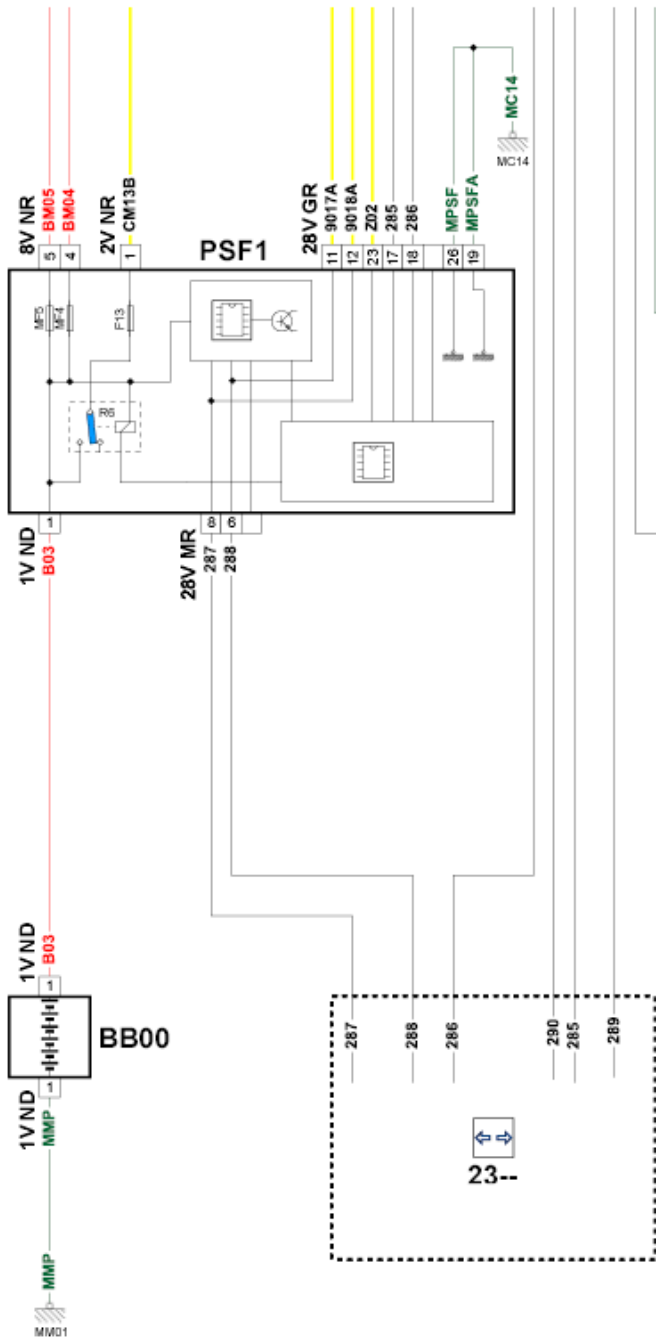 MC14
MC14
8V NR
BM05
BM04
2V NR
CM13B
28V GR
9017A
9018A
Z02
285
286
MPSF
MPSFA
PSF1
5
4
1
11
12
23
17
18
26
19
MF5
MF4
F13
R6
1
8
6
1V ND
B03
28V MR
287
288
1V ND
B03
1
BB00
1
1V ND
MMP
287
288
286
290
285
289
23--
MMP
MM01